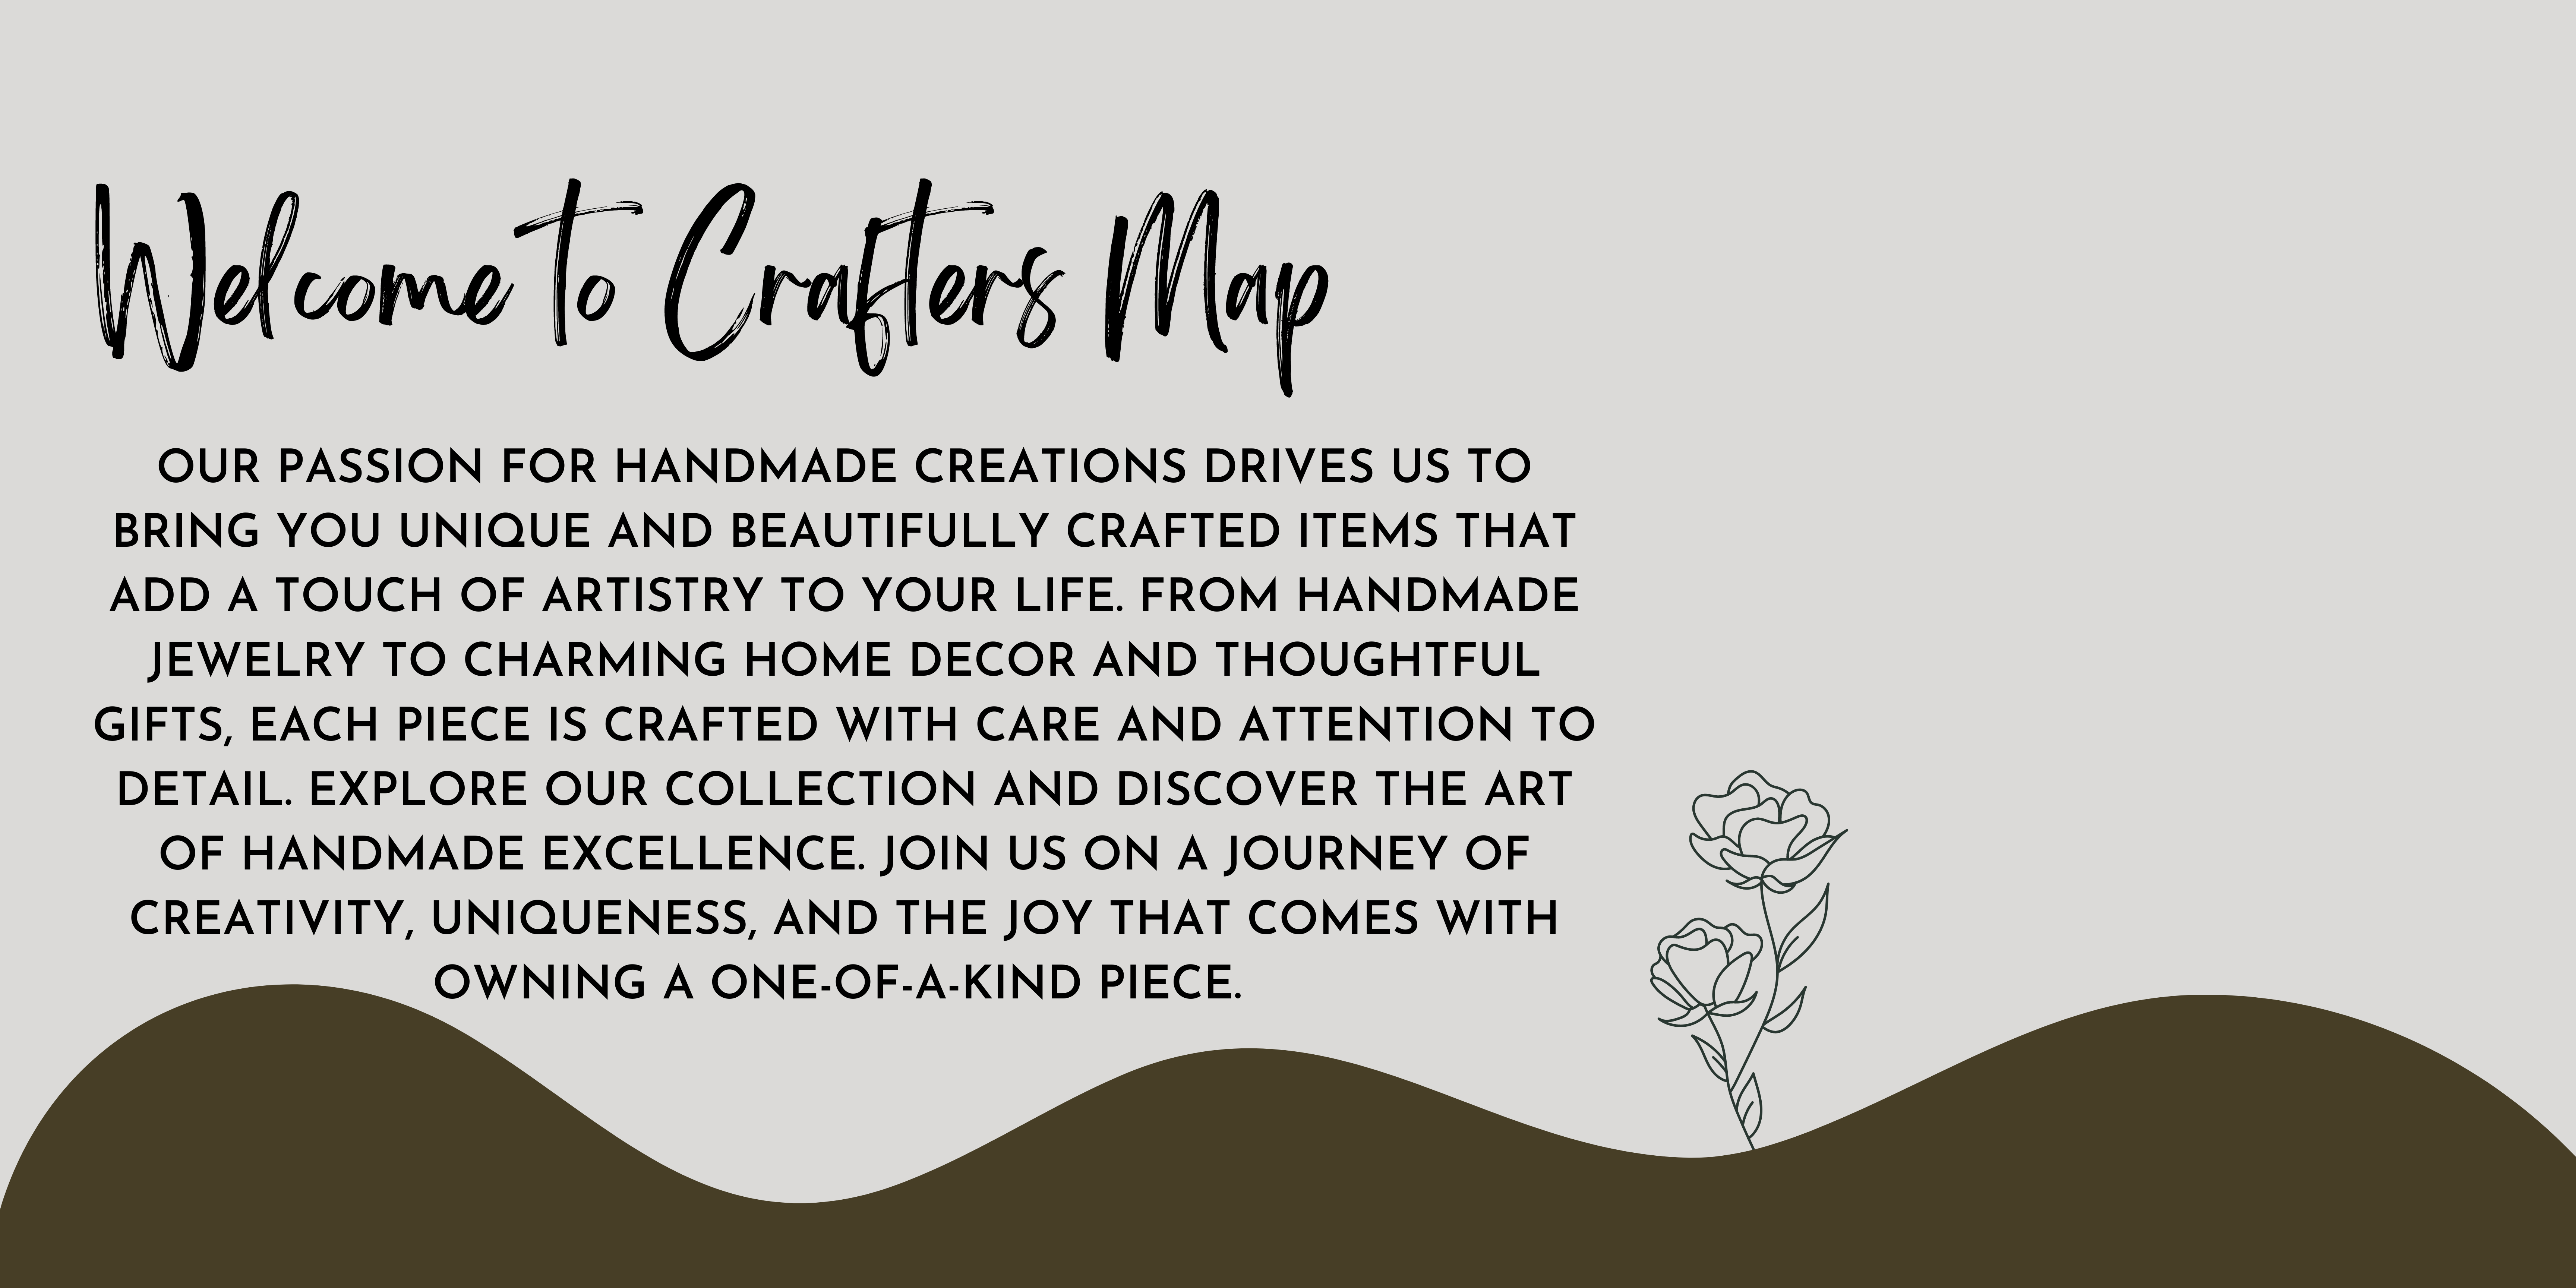 Welcome to Crafters Map
OUR PASSION FOR HANDMADE CREATIONS DRIVES US TO
BRING YOU UNIQUE AND BEAUTIFULLY CRAFTED ITEMS THAT
ADD A TOUCH OF ARTISTRY TO YOUR LIFE. FROM HANDMADE
JEWELRY TO CHARMING HOME DECOR AND THOUGHTFUL
GIFTS, EACH PIECE IS CRAFTED WITH CARE AND ATTENTION TO
DETAIL. EXPLORE OUR COLLECTION AND DISCOVER THE ART
OF HANDMADE EXCELLENCE. JOIN US ON A JOURNEY OF
CREATIVITY, UNIQUENESS, AND THE JOY THAT COMES WITH
OWNING A ONE-OF-A-KIND PIECE.